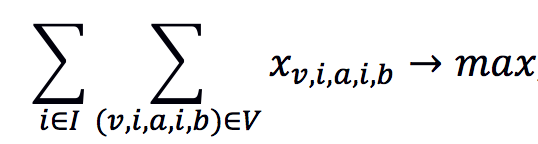 ∑_{i∈I} ∑_{(v,i,a,i,b)∈V} x_{v,i,a,i,b} → max